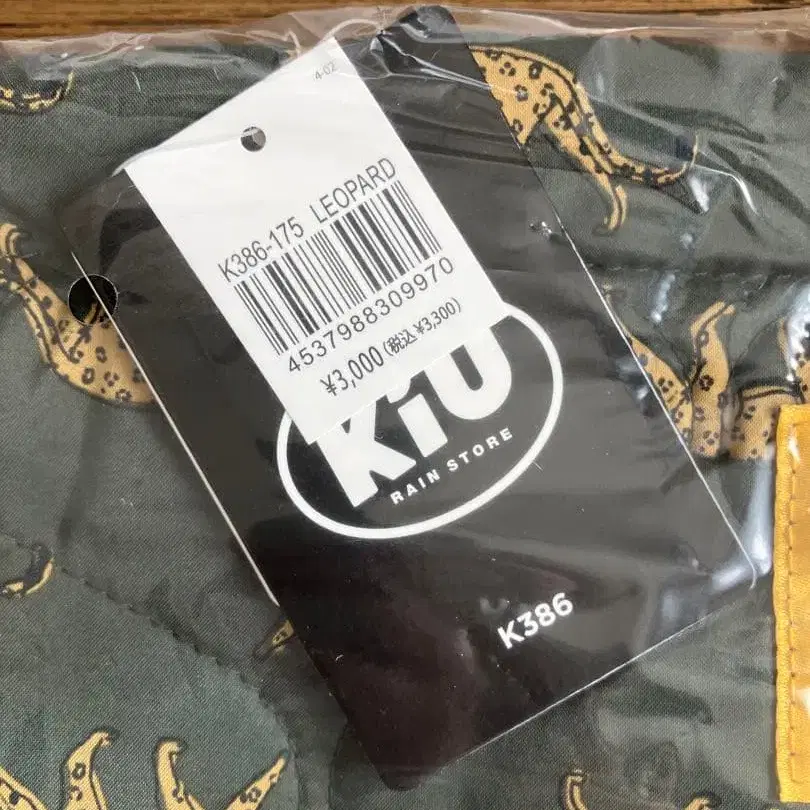 4-02
K386-175 LEOPARD
4537988309970
¥3,000(税込¥3,300)
KiU
RAIN STORE
K386